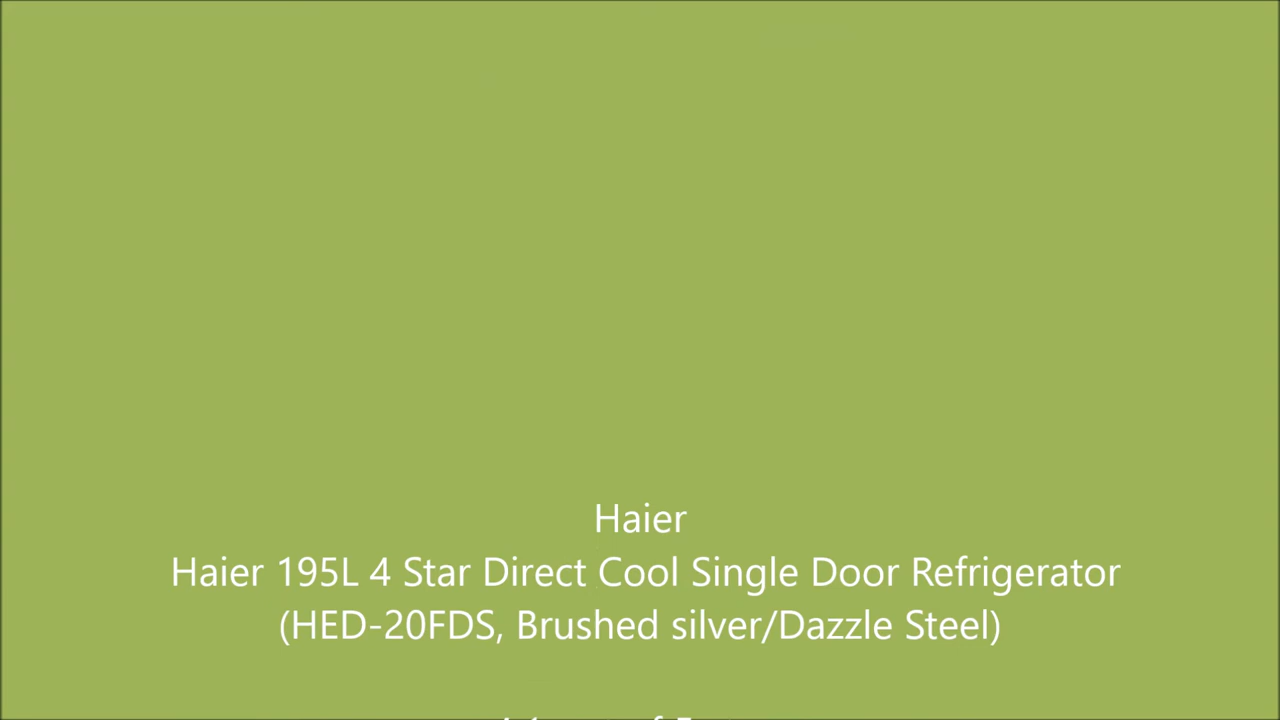 Haier
Haier 195L 4 Star Direct Cool Single Door Refrigerator
(HED-20FDS, Brushed silver/Dazzle Steel)